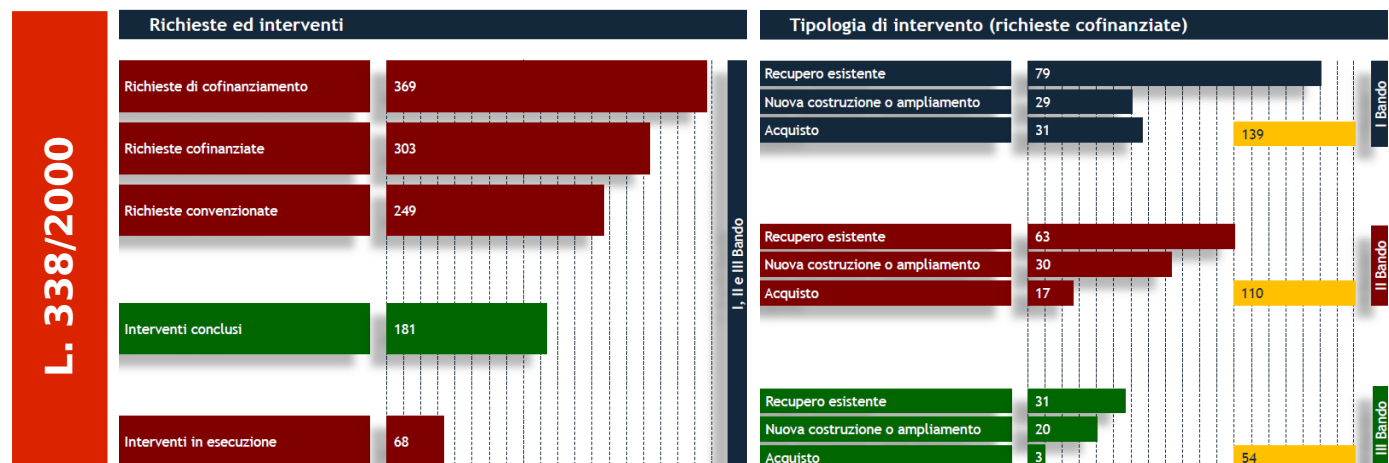 L. 338/2000
Richieste ed interventi
Richieste di cofinanziamento 369
Richieste cofinanziate 303
Richieste convenzionate 249
Interventi conclusi 181
Interventi in esecuzione 68
I, II e III Bando
Tipologia di intervento (richieste cofinanziate)
Recupero esistente 79
Nuova costruzione o ampliamento 29
Acquisto 31 139
I Bando
Recupero esistente 63
Nuova costruzione o ampliamento 30
Acquisto 17 110
II Bando
Recupero esistente 31
Nuova costruzione o ampliamento 20
Acquisto 3 54
III Bando